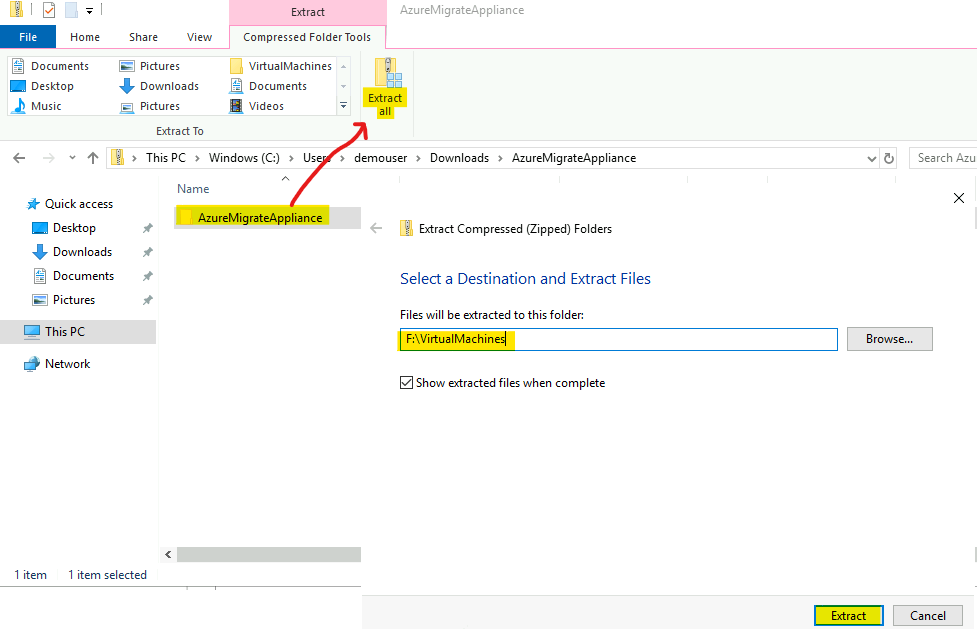 Extract
AzureMigrateAppliance
File
Home
Share
View
Compressed Folder Tools
Documents
Pictures
VirtualMachines
Desktop
Downloads
Documents
Music
Pictures
Videos
Extract all
Extract To
This PC > Windows (C:) > Users > demouser > Downloads > AzureMigrateAppliance
Search Azu
Name
Quick access
Desktop
Downloads
Documents
Pictures
This PC
Network
AzureMigrateAppliance
Extract Compressed (Zipped) Folders
Select a Destination and Extract Files
Files will be extracted to this folder:
F:\VirtualMachines
Browse...
Show extracted files when complete
1 item
1 item selected
Extract
Cancel